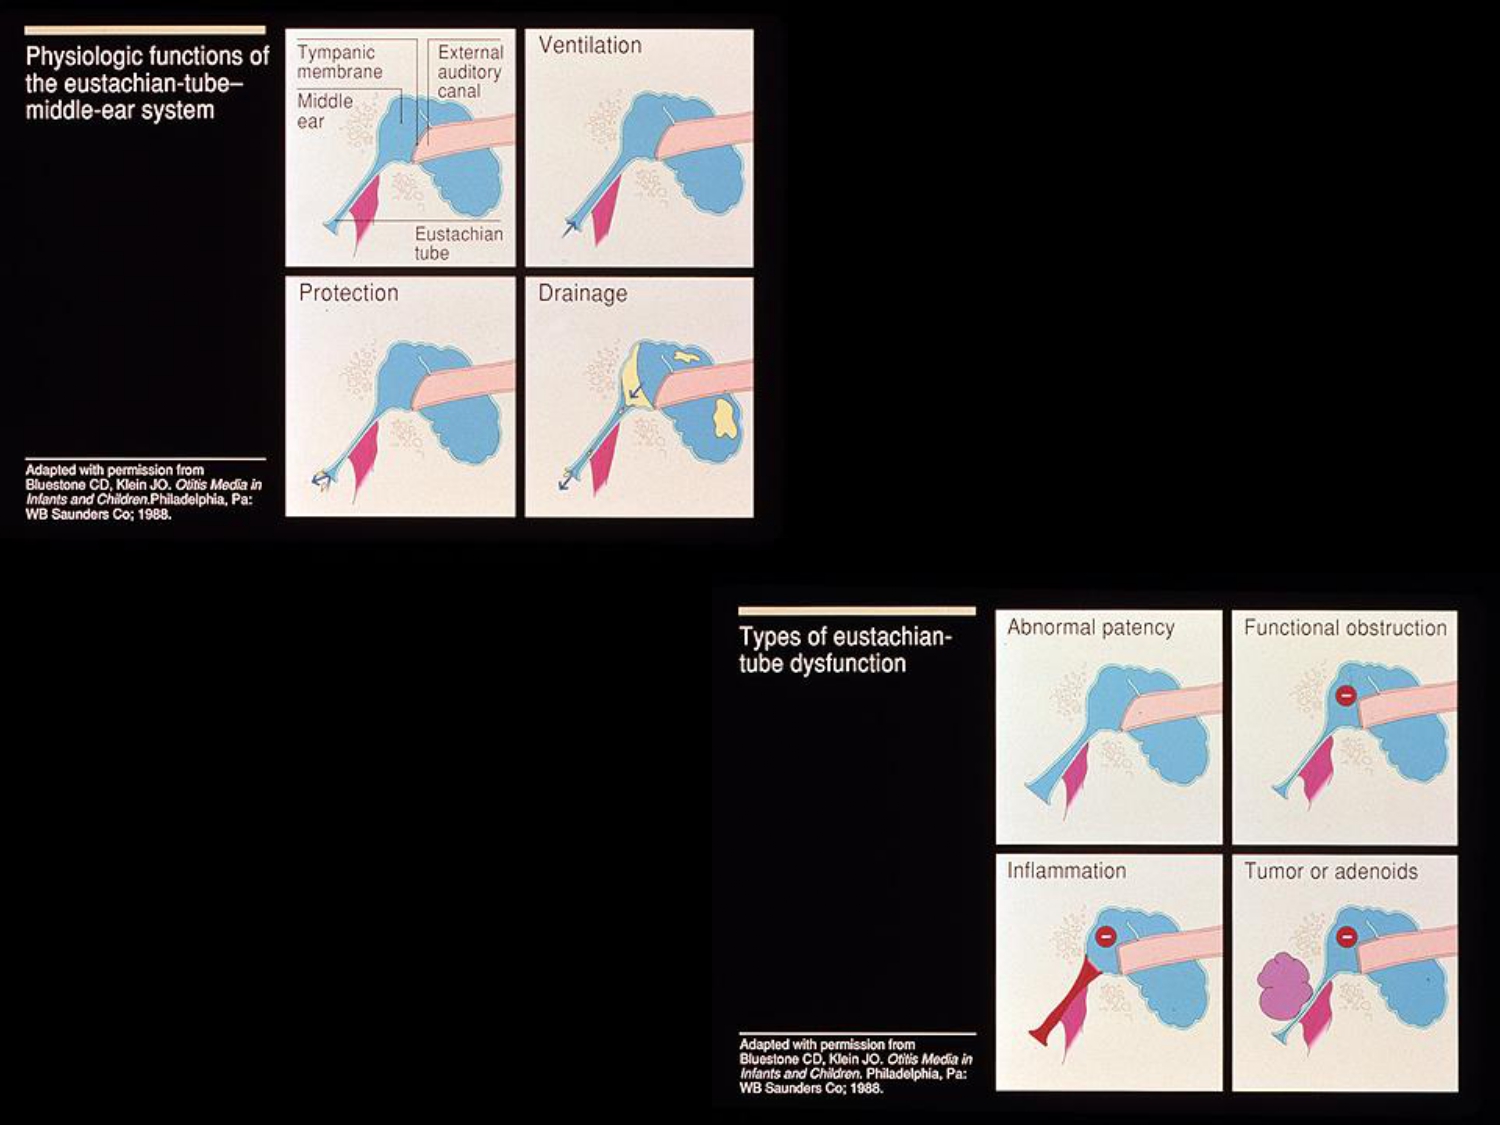 Physiologic functions of
the eustachian-tube–
middle-ear system
Tympanic
membrane
External
auditory
canal
Middle
ear
Eustachian
tube
Ventilation
Protection
Drainage
Adapted with permission from
Bluestone CD, Klein JO. Otitis Media in
Infants and Children.Philadelphia, Pa:
WB Saunders Co; 1988.
Types of eustachian-
tube dysfunction
Abnormal patency
Functional obstruction
Inflammation
Tumor or adenoids
Adapted with permission from
Bluestone CD, Klein JO. Otitis Media in
Infants and Children. Philadelphia, Pa:
WB Saunders Co; 1988.